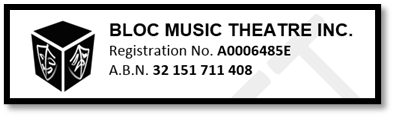 BLOC MUSIC THEATRE INC.
Registration No. A0006485E
A.B.N. 32 151 711 408